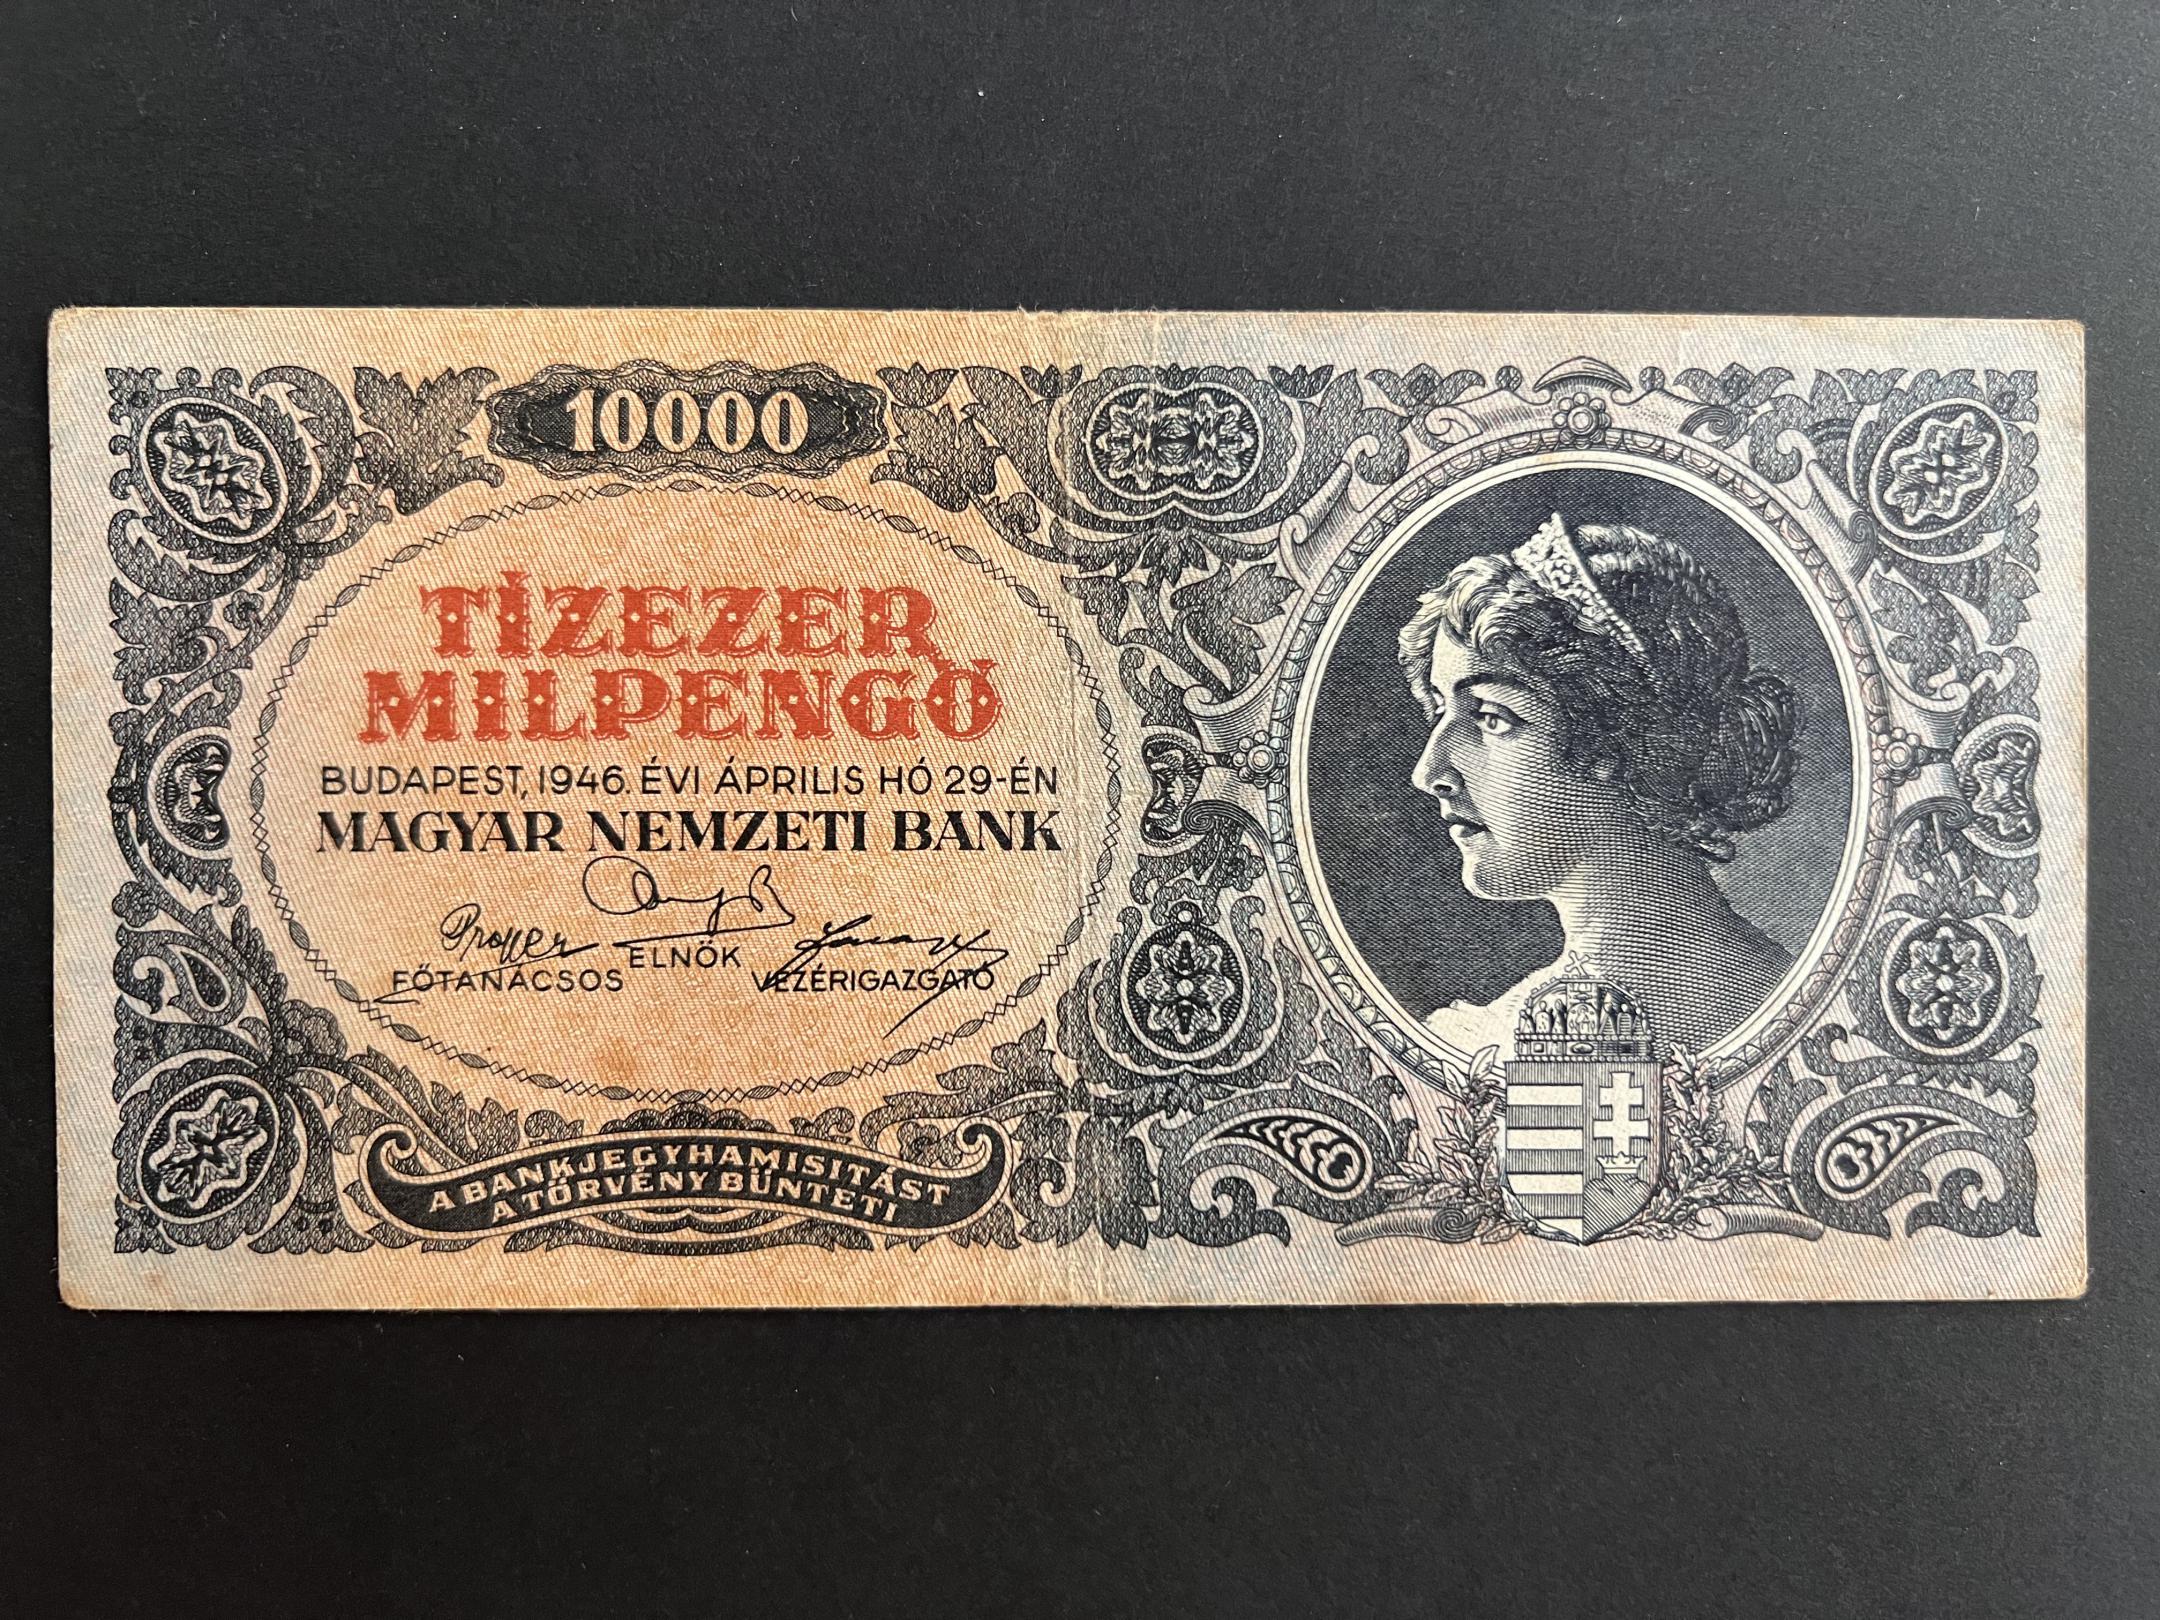 10000
TÍZEZER
MILPENGŐ
BUDAPEST, 1946. ÉVI ÁPRILIS HÓ 29-ÉN
MAGYAR NEMZETI BANK
ELNÖK
FŐTANÁCSOS VEZÉRIGAZGATÓ
A BANKJEGYHAMISITÁST
A TÖRVÉNY BÜNTETI